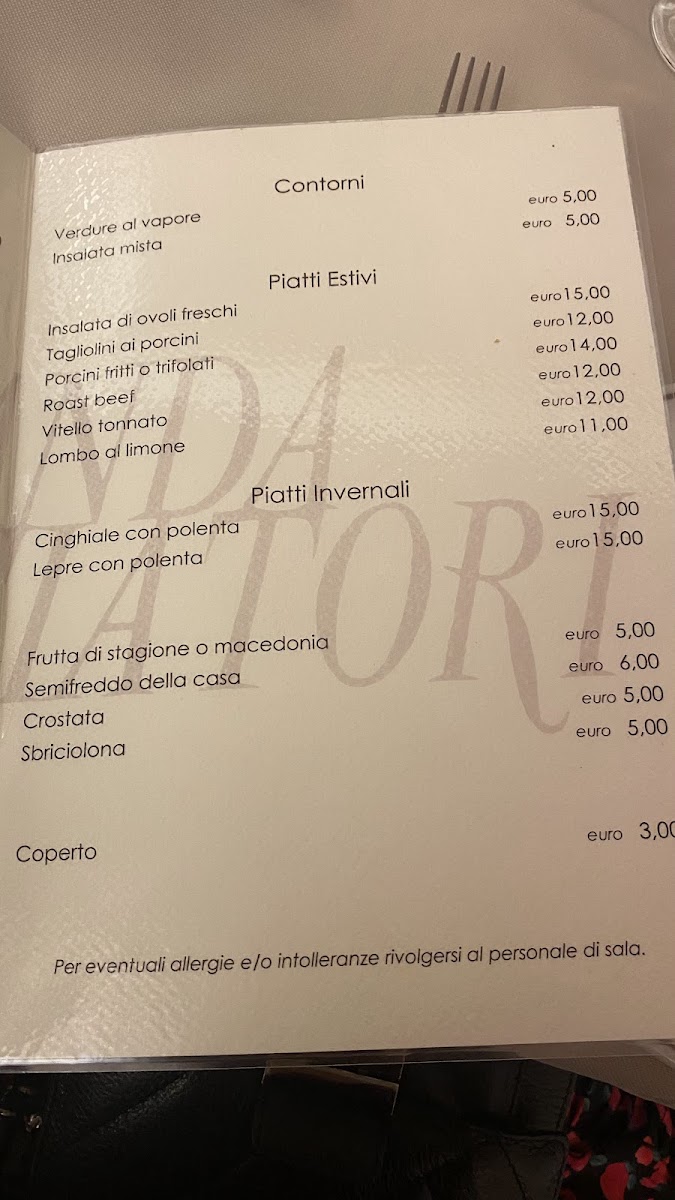 Contorni
Verdure al vapore euro 5,00
Insalata mista euro 5,00
Piatti Estivi
Insalata di ovoli freschi euro15,00
Tagliolini ai porcini euro12,00
Porcini fritti o trifolati euro14,00
Roast beef euro12,00
Vitello tonnato euro12,00
Lombo al limone euro11,00
Piatti Invernali
Cinghiale con polenta euro15,00
Lepre con polenta euro15,00
Frutta di stagione o macedonia euro 5,00
Semifreddo della casa euro 6,00
Crostata euro 5,00
Sbriciolona euro 5,00
Coperto euro 3,00
Per eventuali allergie e/o intolleranze rivolgersi al personale di sala.